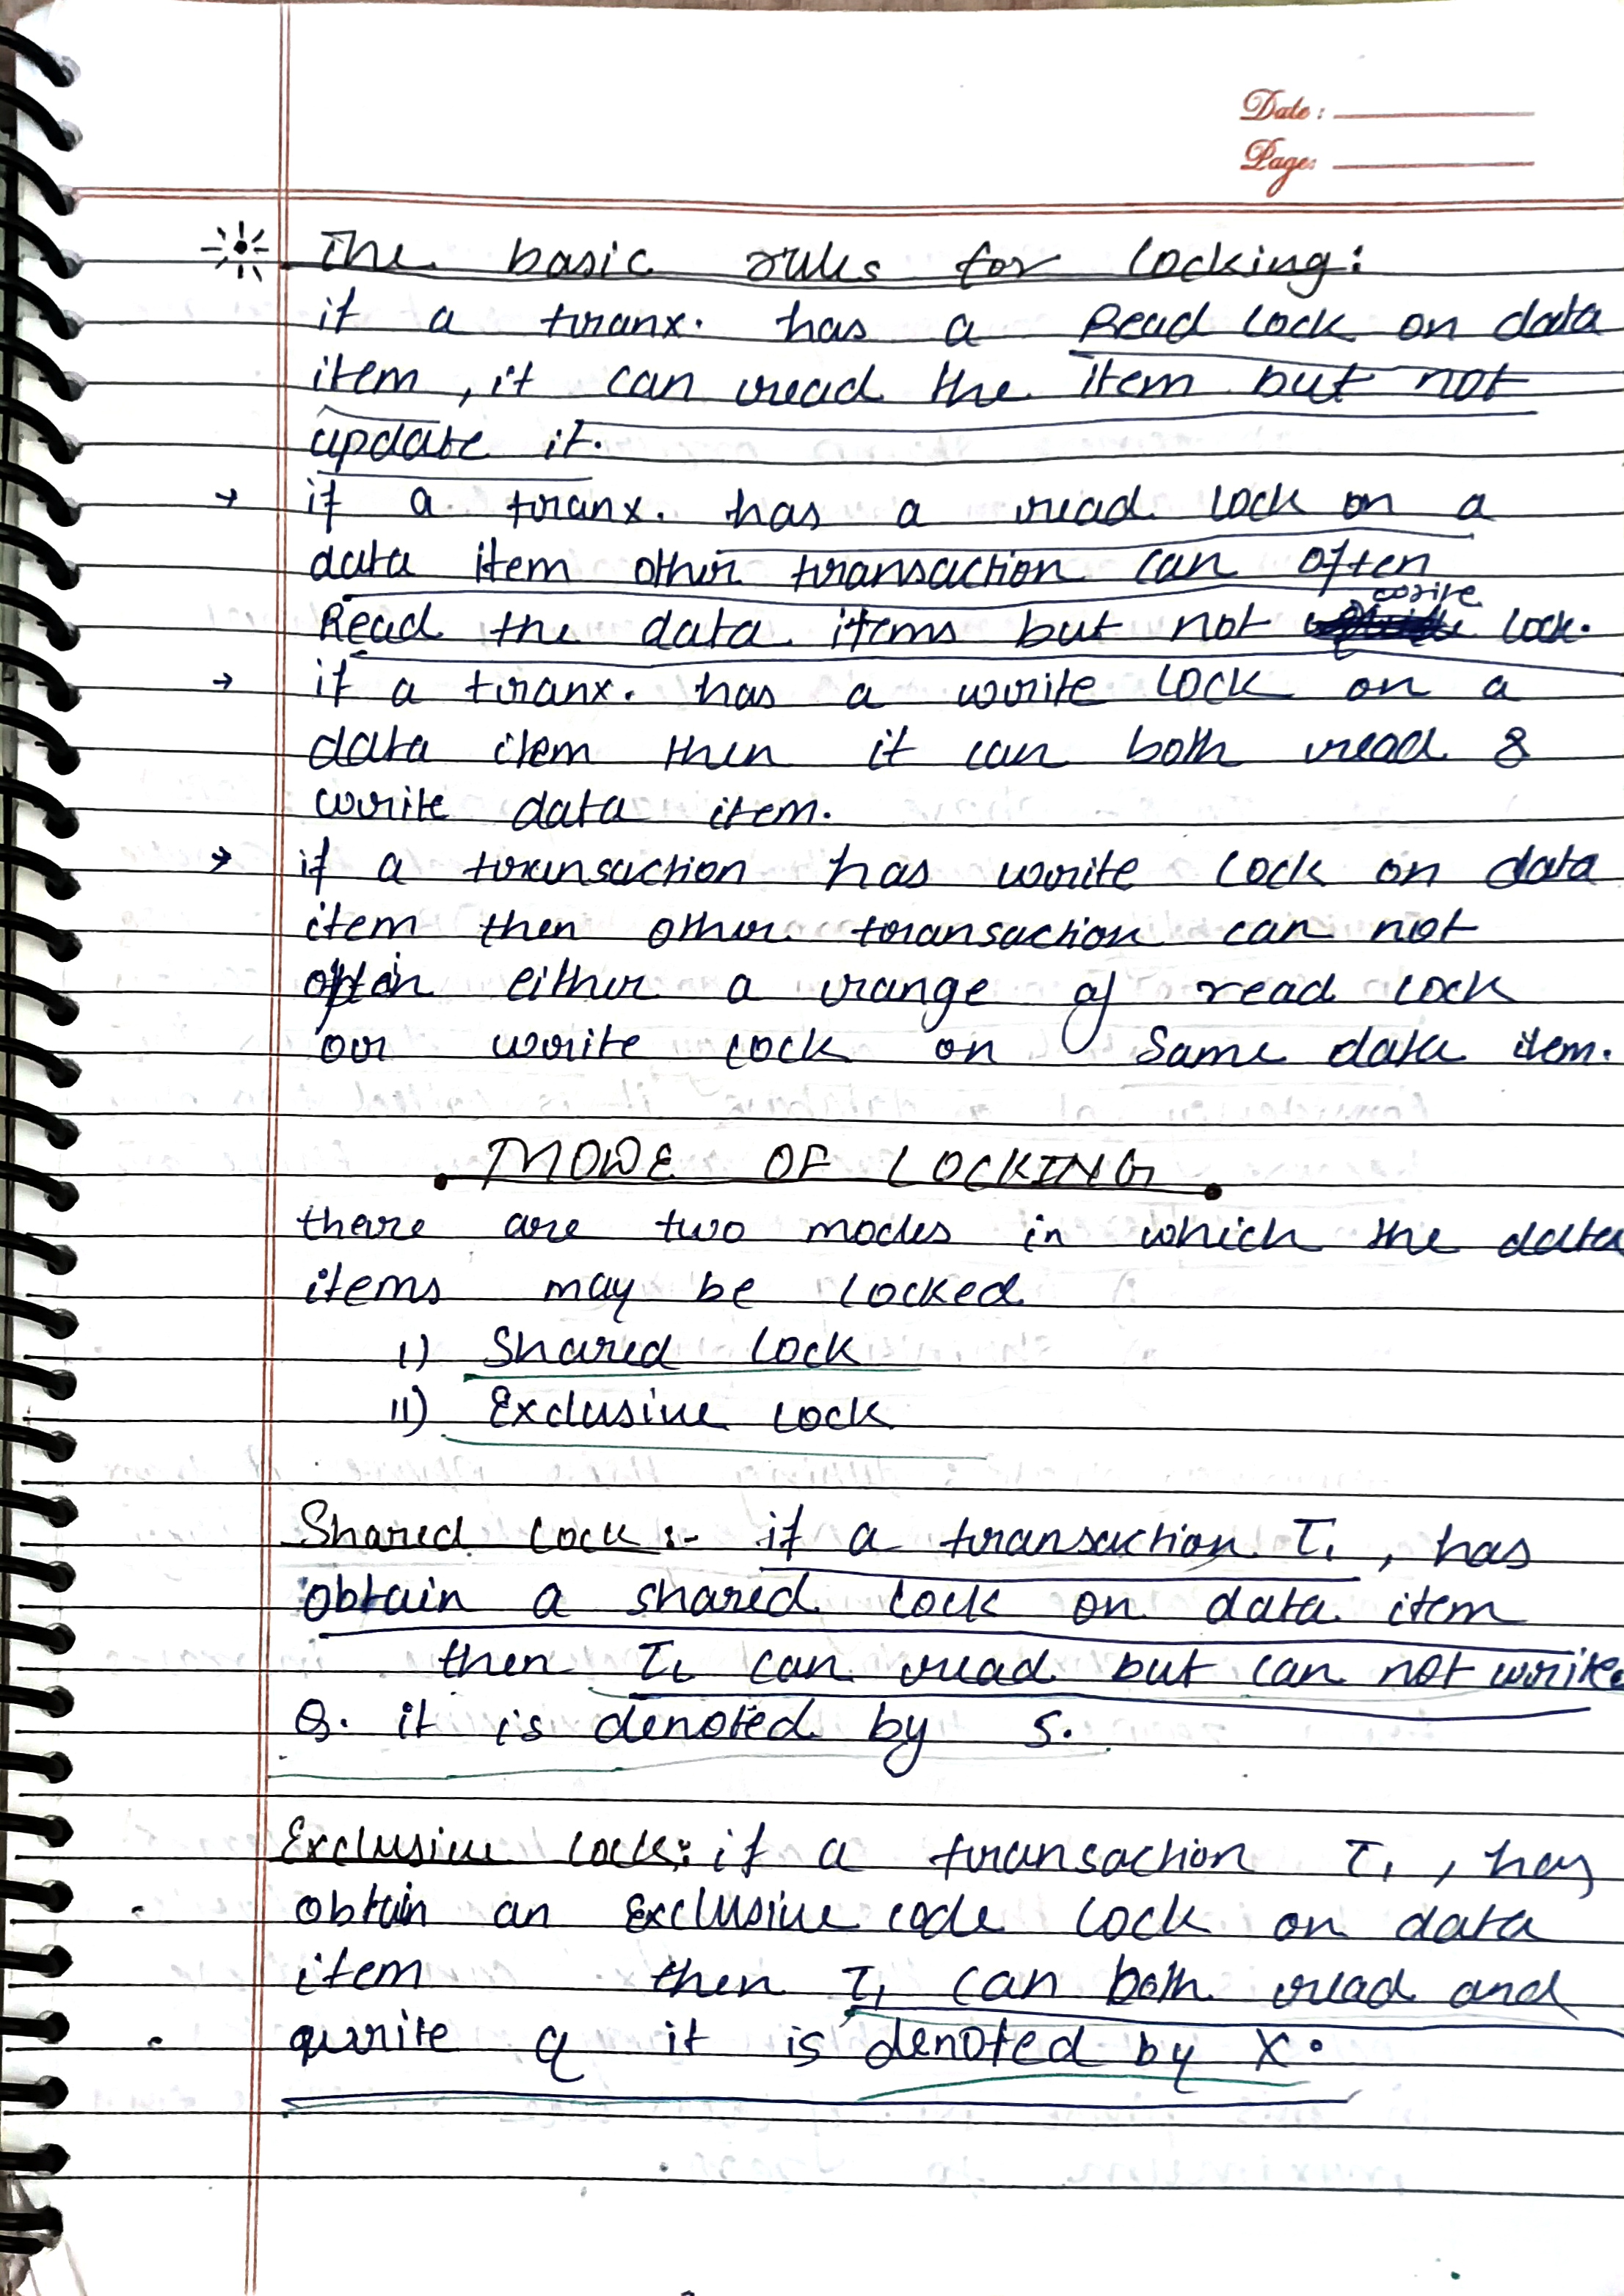 Date:
Page:
The basic rules for locking:
if a tranx. has a Read lock on data
item, it can read the item but not
update it.
→ if a tranx. has a read lock on a
data item other transaction can often
Read the data items but not write lock.
→ if a tranx. has a write lock on a
data item then it can both read &
write data item.
→ if a transaction has write lock on data
item then other transaction can not
either a range of read lock
or write lock on same data item.
MODE OF LOCKING
there are two modes in which the data
items may be locked
i) Shared lock
ii) Exclusive lock
Shared lock:- if a transaction T1, has
obtain a shared lock on data item
then T1 can read but can not write
Q. it is denoted by S.
Exclusive lock: if a transaction T1, has
obtain an exclusive code lock on data
item then T1 can both read and
qwrite q it is denoted by X.